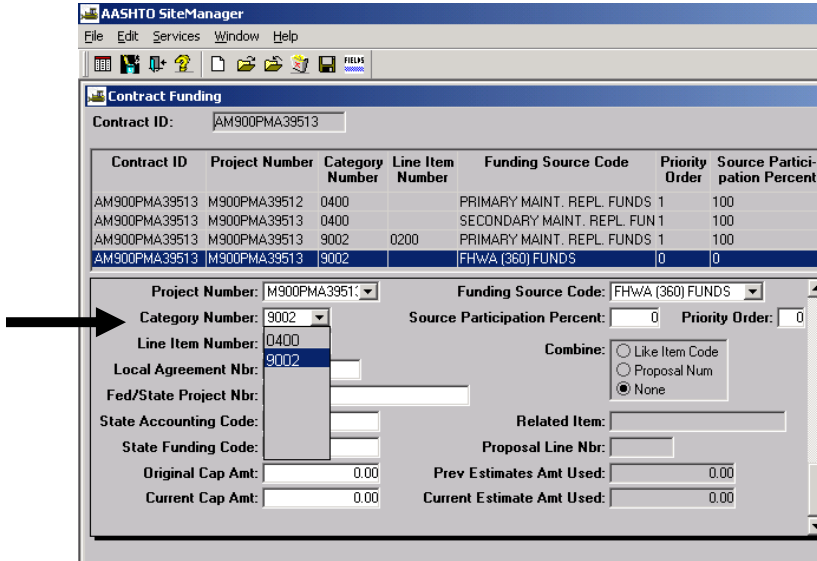 AASHTO SiteManager
File Edit Services Window Help
FIELDS
Contract Funding
Contract ID: AM900PMA39513
Contract ID Project Number Category Number Line Item Number Funding Source Code Priority Order Source Partici-pation Percent
AM900PMA39513 M900PMA39512 0400 PRIMARY MAINT. REPL. FUNDS 1 100
AM900PMA39513 M900PMA39513 0400 SECONDARY MAINT. REPL. FUN 1 100
AM900PMA39513 M900PMA39513 9002 0200 PRIMARY MAINT. REPL. FUNDS 1 100
AM900PMA39513 M900PMA39513 9002 FHWA (360) FUNDS 0 0
Project Number: M900PMA3951: Funding Source Code: FHWA (360) FUNDS
Category Number: 9002 Source Participation Percent: 0 Priority Order: 0
Line Item Number: 0400 Combine: Like Item Code
9002
Local Agreement Nbr: Proposal Num
Fed/State Project Nbr: None
State Accounting Code: Related Item:
State Funding Code: Proposal Line Nbr:
Original Cap Amt: 0.00 Prev Estimates Amt Used: 0.00
Current Cap Amt: 0.00 Current Estimate Amt Used: 0.00